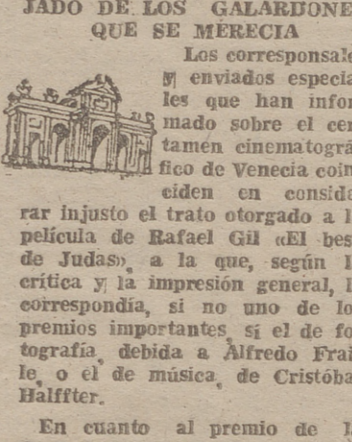 JADO DE LOS GALARDONE
QUE SE MERECIA
Los corresponsale
y enviados especia
les que han infor
mado sobre el cer
tamen cinematográ
fico de Venecia coin
ciden en conside
rar injusto el trato otorgado a l
película de Rafael Gil «El bes
de Judas», a la que, según l
crítica y la impresión general, l
correspondía, si no uno de lo
premios importantes, sí el de fo
tografía, debida a Alfredo Frai
le, o el de música, de Cristóba
Halffter.
En cuanto al premio de l